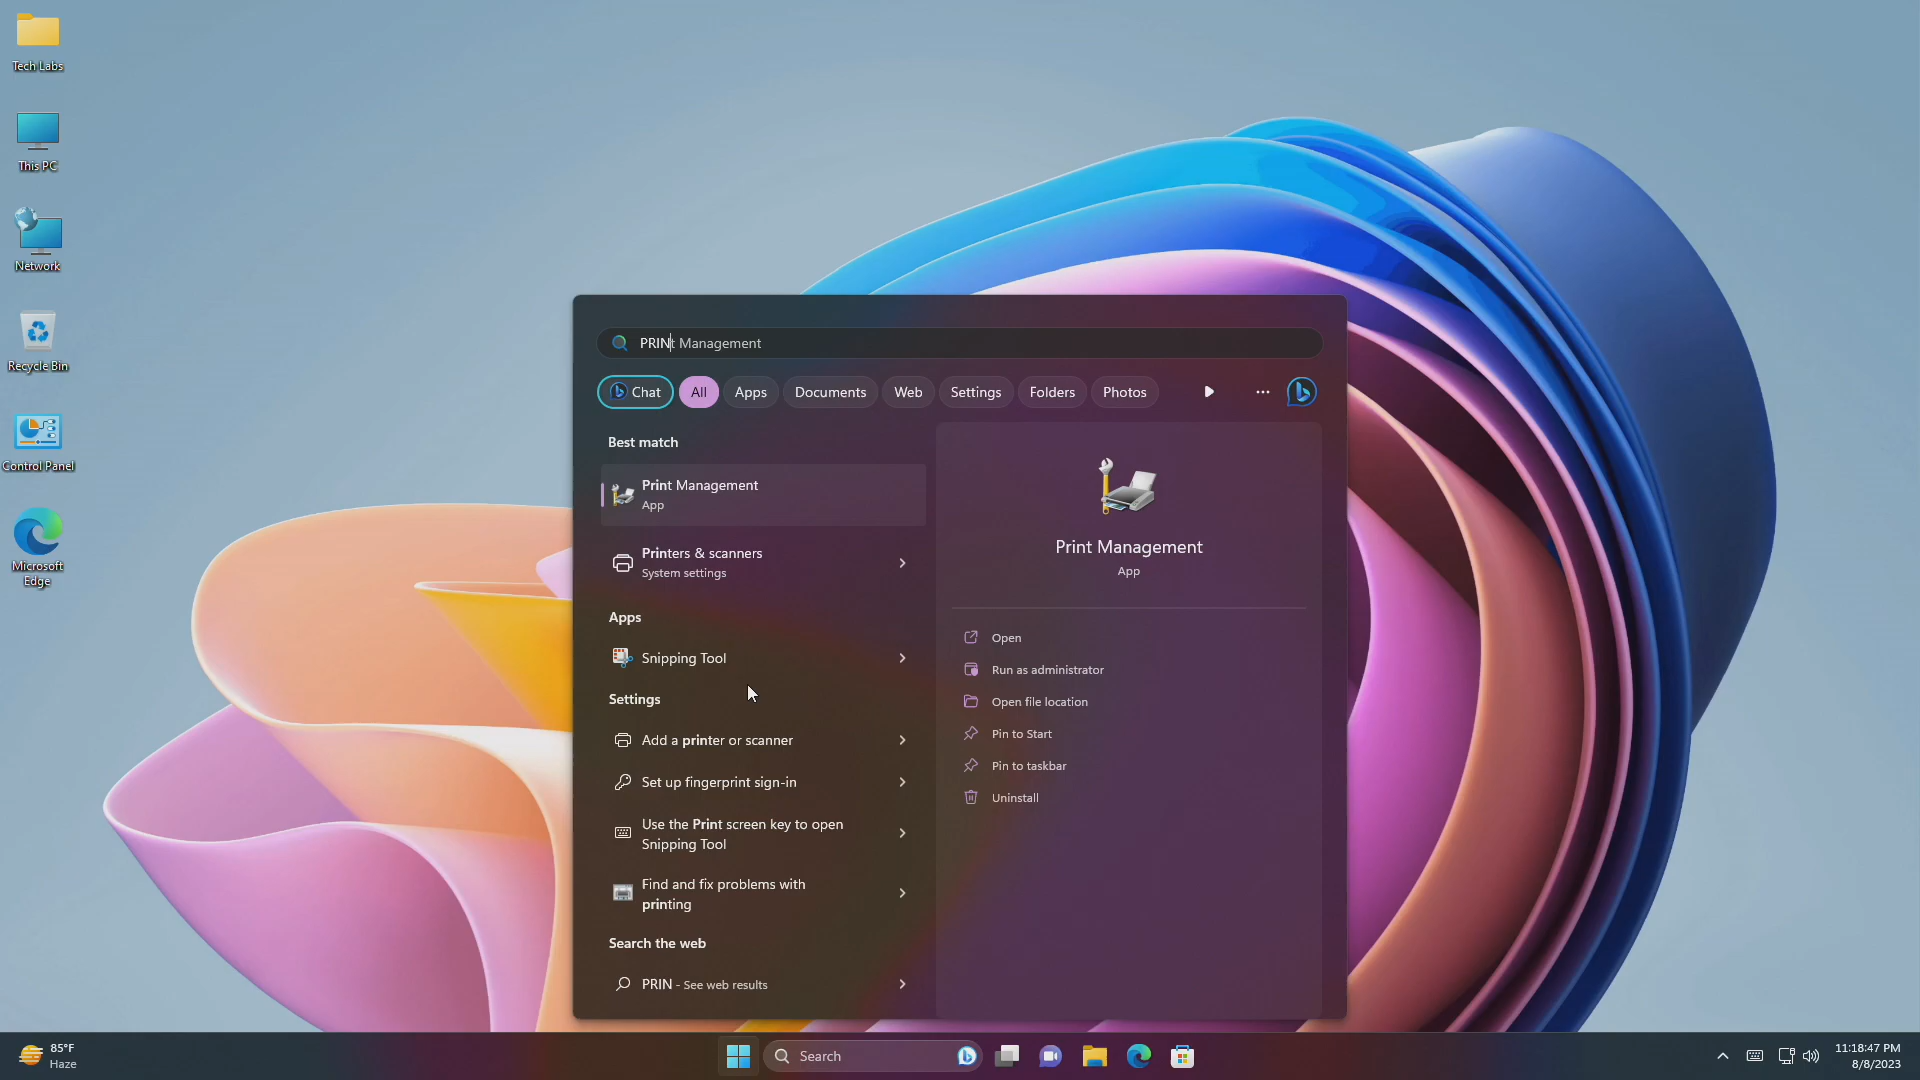 Tech Labs
This PC
Network
Recycle Bin
Control Panel
Microsoft
Edge
PRINt Management
Chat
All
Apps
Documents
Web
Settings
Folders
Photos
Best match
Print Management
App
Printers & scanners
System settings
Apps
Snipping Tool
Settings
Add a printer or scanner
Set up fingerprint sign-in
Use the Print screen key to open
Snipping Tool
Find and fix problems with
printing
Search the web
PRIN - See web results
Print Management
App
Open
Run as administrator
Open file location
Pin to Start
Pin to taskbar
Uninstall
85°F
Haze
Search
11:18:47 PM
8/8/2023